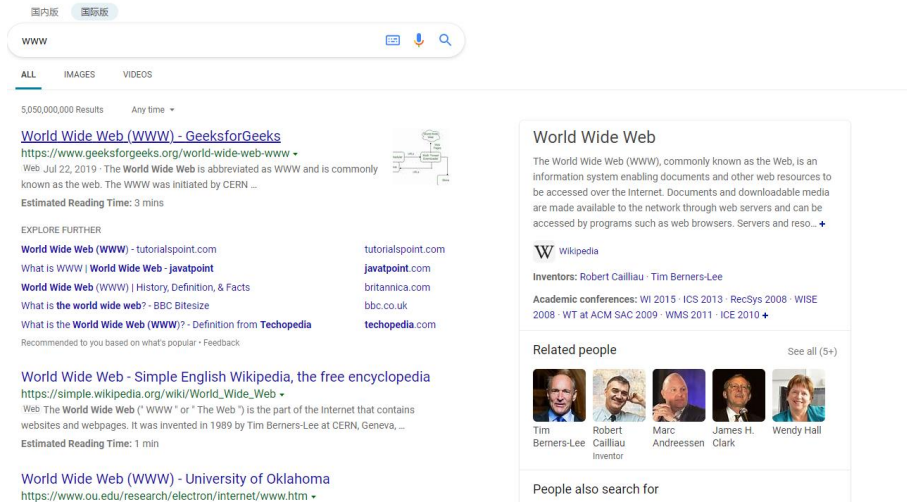 国内版 国际版
www
ALL IMAGES VIDEOS
5,050,000,000 Results Any time
World Wide Web (WWW) - GeeksforGeeks
https://www.geeksforgeeks.org/world-wide-web-www
Web Jul 22, 2019 · The World Wide Web is abbreviated as WWW and is commonly
known as the web. The WWW was initiated by CERN …
Estimated Reading Time: 3 mins
EXPLORE FURTHER
World Wide Web (WWW) - tutorialspoint.com tutorialspoint.com
What is WWW | World Wide Web - javatpoint javatpoint.com
World Wide Web (WWW) | History, Definition, & Facts britannica.com
What is the world wide web? - BBC Bitesize bbc.co.uk
What is the World Wide Web (WWW)? - Definition from Techopedia techopedia.com
Recommended to you based on what's popular • Feedback
World Wide Web - Simple English Wikipedia, the free encyclopedia
https://simple.wikipedia.org/wiki/World_Wide_Web
Web The World Wide Web (" WWW " or " The Web ") is the part of the Internet that contains
websites and webpages. It was invented in 1989 by Tim Berners-Lee at CERN, Geneva, …
Estimated Reading Time: 1 min
World Wide Web (WWW) - University of Oklahoma
https://www.ou.edu/research/electron/internet/www.htm
World Wide Web
The World Wide Web (WWW), commonly known as the Web, is an
information system enabling documents and other web resources to
be accessed over the Internet. Documents and downloadable media
are made available to the network through web servers and can be
accessed by programs such as web browsers. Servers and reso… +
W Wikipedia
Inventors: Robert Cailliau · Tim Berners-Lee
Academic conferences: WI 2015 · ICS 2013 · RecSys 2008 · WISE
2008 · WT at ACM SAC 2009 · WMS 2011 · ICE 2010 +
Related people See all (5+)
Tim Robert Marc James H. Wendy Hall
Berners-Lee Cailliau Andreessen Clark
Inventor
People also search for